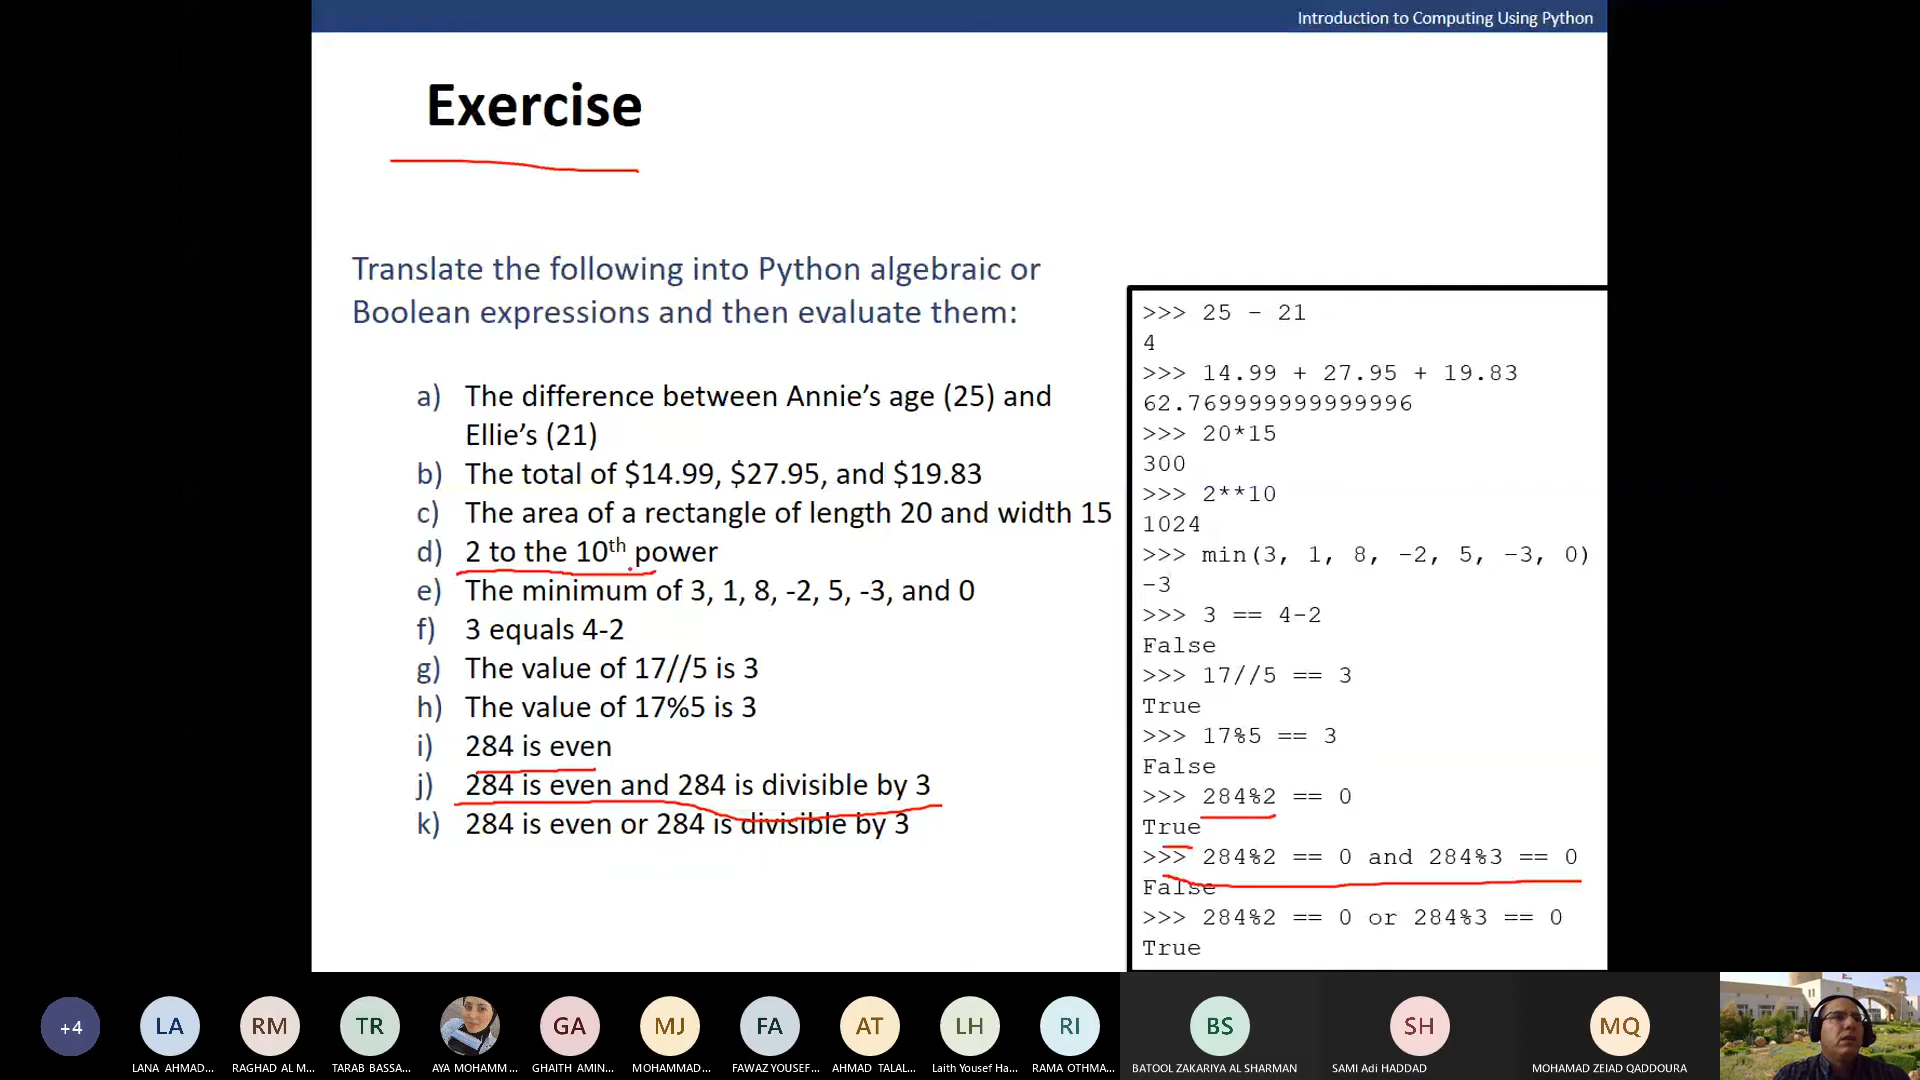 Introduction to Computing Using Python
Exercise
Translate the following into Python algebraic or
Boolean expressions and then evaluate them:
a) The difference between Annie’s age (25) and
Ellie’s (21)
b) The total of $14.99, $27.95, and $19.83
c) The area of a rectangle of length 20 and width 15
d) 2 to the 10th power
e) The minimum of 3, 1, 8, -2, 5, -3, and 0
f) 3 equals 4-2
g) The value of 17//5 is 3
h) The value of 17%5 is 3
i) 284 is even
j) 284 is even and 284 is divisible by 3
k) 284 is even or 284 is divisible by 3
>>> 25 – 21
4
>>> 14.99 + 27.95 + 19.83
62.769999999999996
>>> 20*15
300
>>> 2**10
1024
>>> min(3, 1, 8, -2, 5, -3, 0)
-3
>>> 3 == 4-2
False
>>> 17//5 == 3
True
>>> 17%5 == 3
False
>>> 284%2 == 0
True
>>> 284%2 == 0 and 284%3 == 0
False
>>> 284%2 == 0 or 284%3 == 0
True
+4
LA
RM
TR
GA
MJ
FA
AT
LH
RI
BS
SH
MQ
LANA AHMAD...
RAGHAD AL M...
TARAB BASSA...
AYA MOHAMM ...
GHAITH AMIN...
MOHAMMAD...
FAWAZ YOUSEF...
AHMAD TALAL...
Laith Yousef Ha...
RAMA OTHMA...
BATOOL ZAKARIYA AL SHARMAN
SAMI Adi HADDAD
MOHAMAD ZEIAD QADDOURA